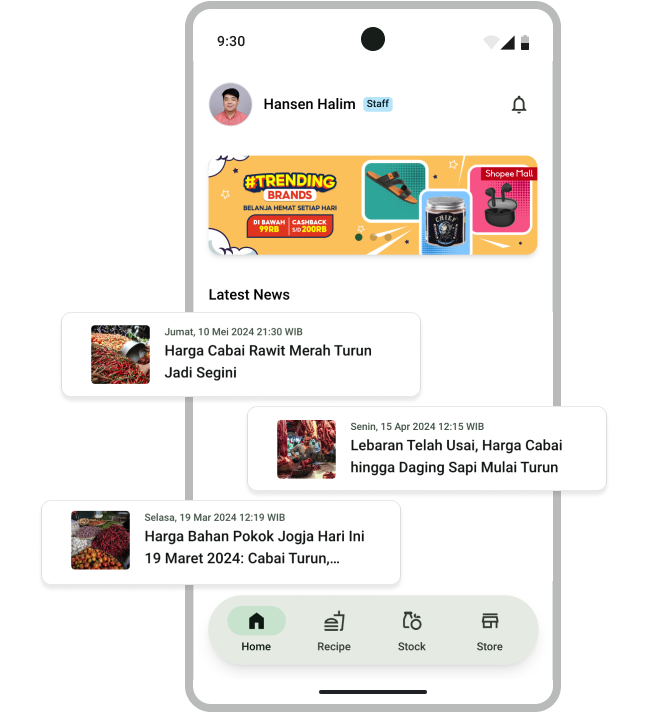 9:30
Hansen Halim Staff
#TRENDING
BRANDS
BELANJA HEMAT SETIAP HARI
DI BAWAH
99RB
CASHBACK
S/D 200RB
CHIEF
Shopee Mall
Latest News
Jumat, 10 Mei 2024 21:30 WIB
Harga Cabai Rawit Merah Turun
Jadi Segini
Senin, 15 Apr 2024 12:15 WIB
Lebaran Telah Usai, Harga Cabai
hingga Daging Sapi Mulai Turun
Selasa, 19 Mar 2024 12:19 WIB
Harga Bahan Pokok Jogja Hari Ini
19 Maret 2024: Cabai Turun,...
Home Recipe Stock Store